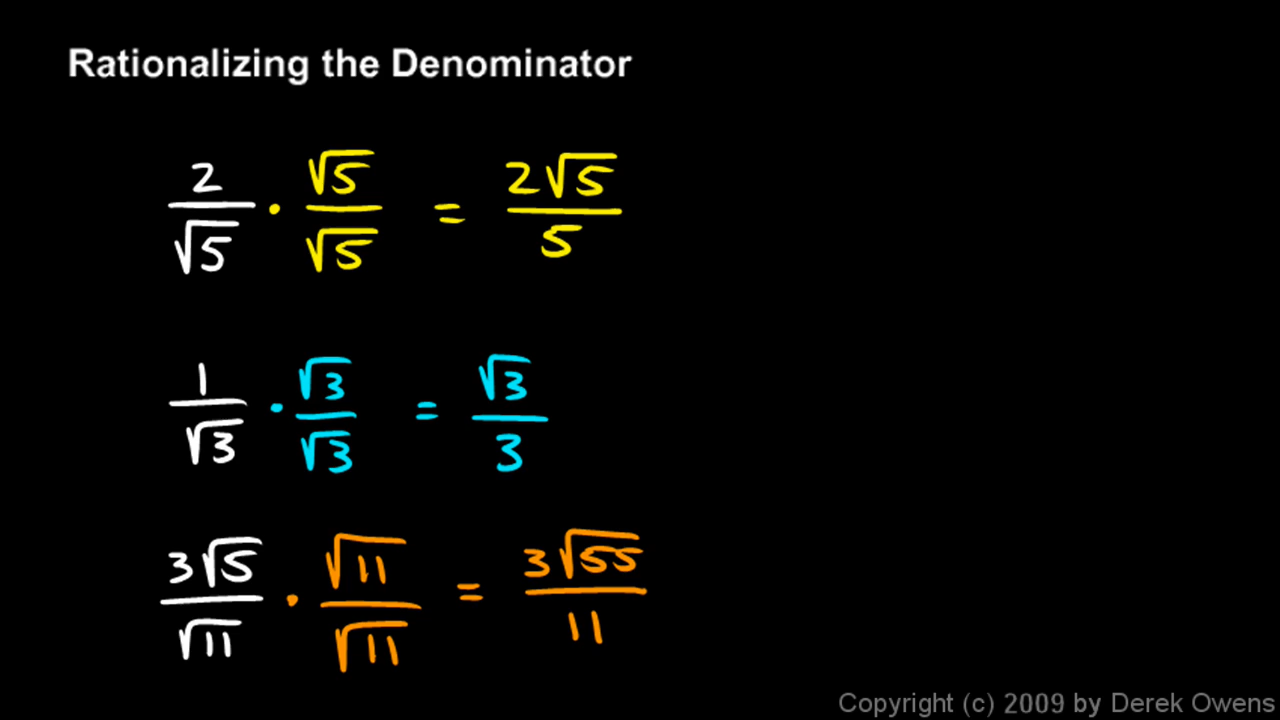 Rationalizing the Denominator
2/√5 · √5/√5 = 2√5/5
1/√3 · √3/√3 = √3/3
3√5/√11 · √11/√11 = 3√55/11
Copyright (c) 2009 by Derek Owens